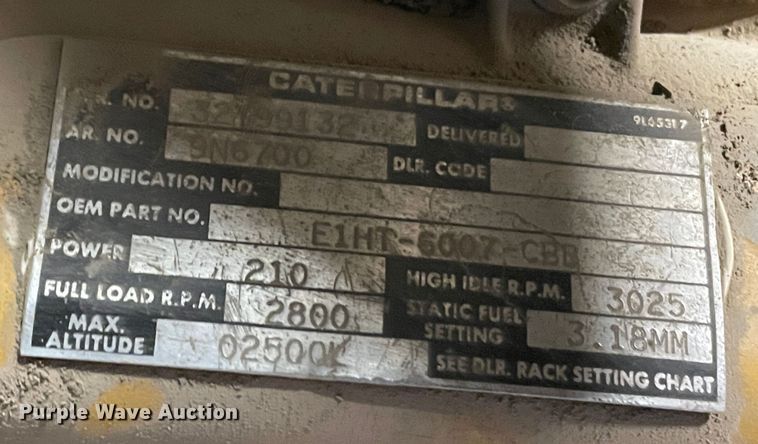 CATERPILLAR®
NO. 9L6531 7
AR. NO. 9N6700 DELIVERED
MODIFICATION NO. DLR. CODE
OEM PART NO. E1HT-6007
POWER 210 HIGH IDLE R.P.M. 3025
FULL LOAD R.P.M. 2800 STATIC FUEL SETTING 3.18MM
MAX. ALTITUDE 02500
SEE DLR. RACK SETTING CHART
Purple Wave Auction